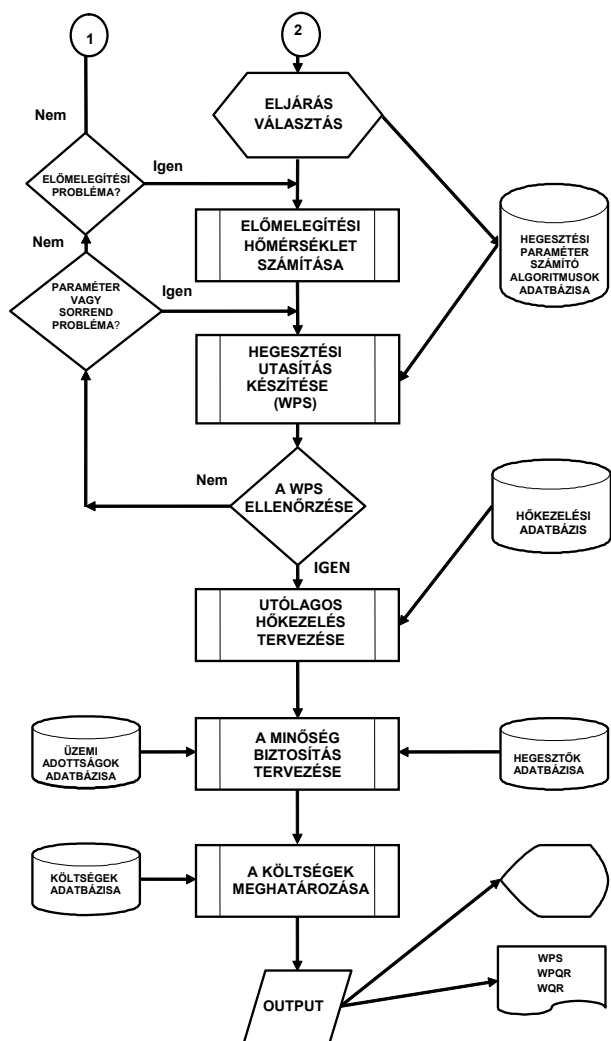 1
2
Nem
ELJÁRÁS
VÁLASZTÁS
ELŐMELEGÍTÉSI
PROBLÉMA?
Igen
ELŐMELEGÍTÉSI
HŐMÉRSÉKLET
SZÁMÍTÁSA
HEGESZTÉSI
PARAMÉTER
SZÁMÍTÓ
ALGORITMUSOK
ADATBÁZISA
Nem
PARAMÉTER
VAGY
SORREND
PROBLÉMA?
Igen
HEGESZTÉSI
UTASÍTÁS
KÉSZÍTÉSE
(WPS)
Nem
A WPS
ELLENŐRZÉSE
HŐKEZELÉSI
ADATBÁZIS
IGEN
UTÓLAGOS
HŐKEZELÉS
TERVEZÉSE
ÜZEMI
ADOTTSÁGOK
ADATBÁZISA
A MINŐSÉG
BIZTOSÍTÁS
TERVEZÉSE
HEGESZTŐK
ADATBÁZISA
KÖLTSÉGEK
ADATBÁZISA
A KÖLTSÉGEK
MEGHATÁROZÁSA
OUTPUT
WPS
WPQR
WQR